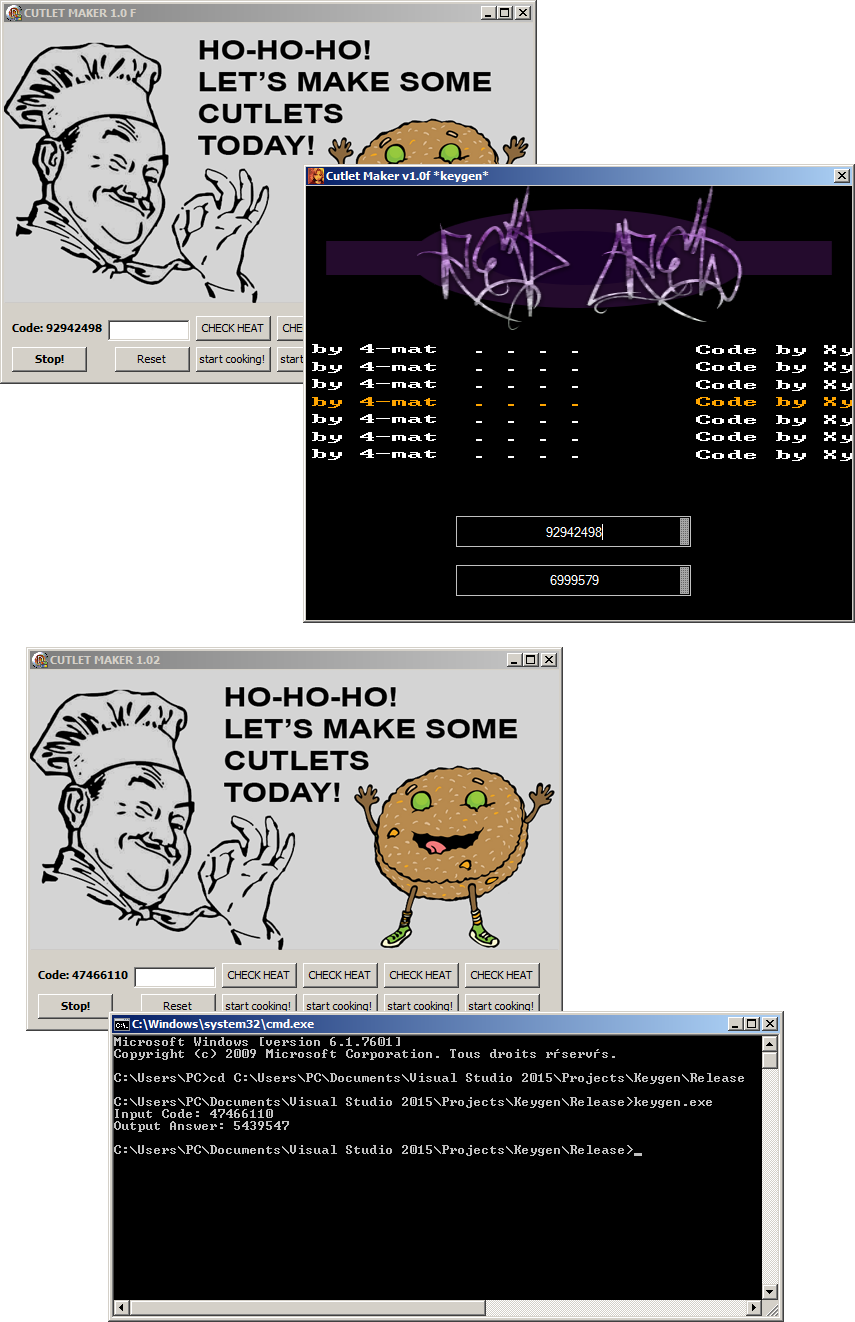 CUTLET MAKER 1.0 F
HO-HO-HO!
LET'S MAKE SOME
CUTLETS
TODAY!
Code: 92942498
CHECK HEAT
CHE
Stop!
Reset
start cooking!
start
Cutlet Maker v1.0f *keygen*
by 4-mat - - - - Code by Xy
by 4-mat - - - - Code by Xy
by 4-mat - - - - Code by Xy
by 4-mat - - - - Code by Xy
by 4-mat - - - - Code by Xy
by 4-mat - - - - Code by Xy
by 4-mat - - - - Code by Xy
92942498
6999579
CUTLET MAKER 1.02
HO-HO-HO!
LET'S MAKE SOME
CUTLETS
TODAY!
Code: 47466110
CHECK HEAT
CHECK HEAT
CHECK HEAT
CHECK HEAT
Stop!
Reset
start cooking!
start cooking!
start cooking!
start cooking!
C:\Windows\system32\cmd.exe
Microsoft Windows [version 6.1.7601]
Copyright (c) 2009 Microsoft Corporation. Tous droits rŕservŕs.
C:\Users\PC>cd C:\Users\PC\Documents\Visual Studio 2015\Projects\Keygen\Release
C:\Users\PC\Documents\Visual Studio 2015\Projects\Keygen\Release>keygen.exe
Input Code: 47466110
Output Answer: 5439547
C:\Users\PC\Documents\Visual Studio 2015\Projects\Keygen\Release>_